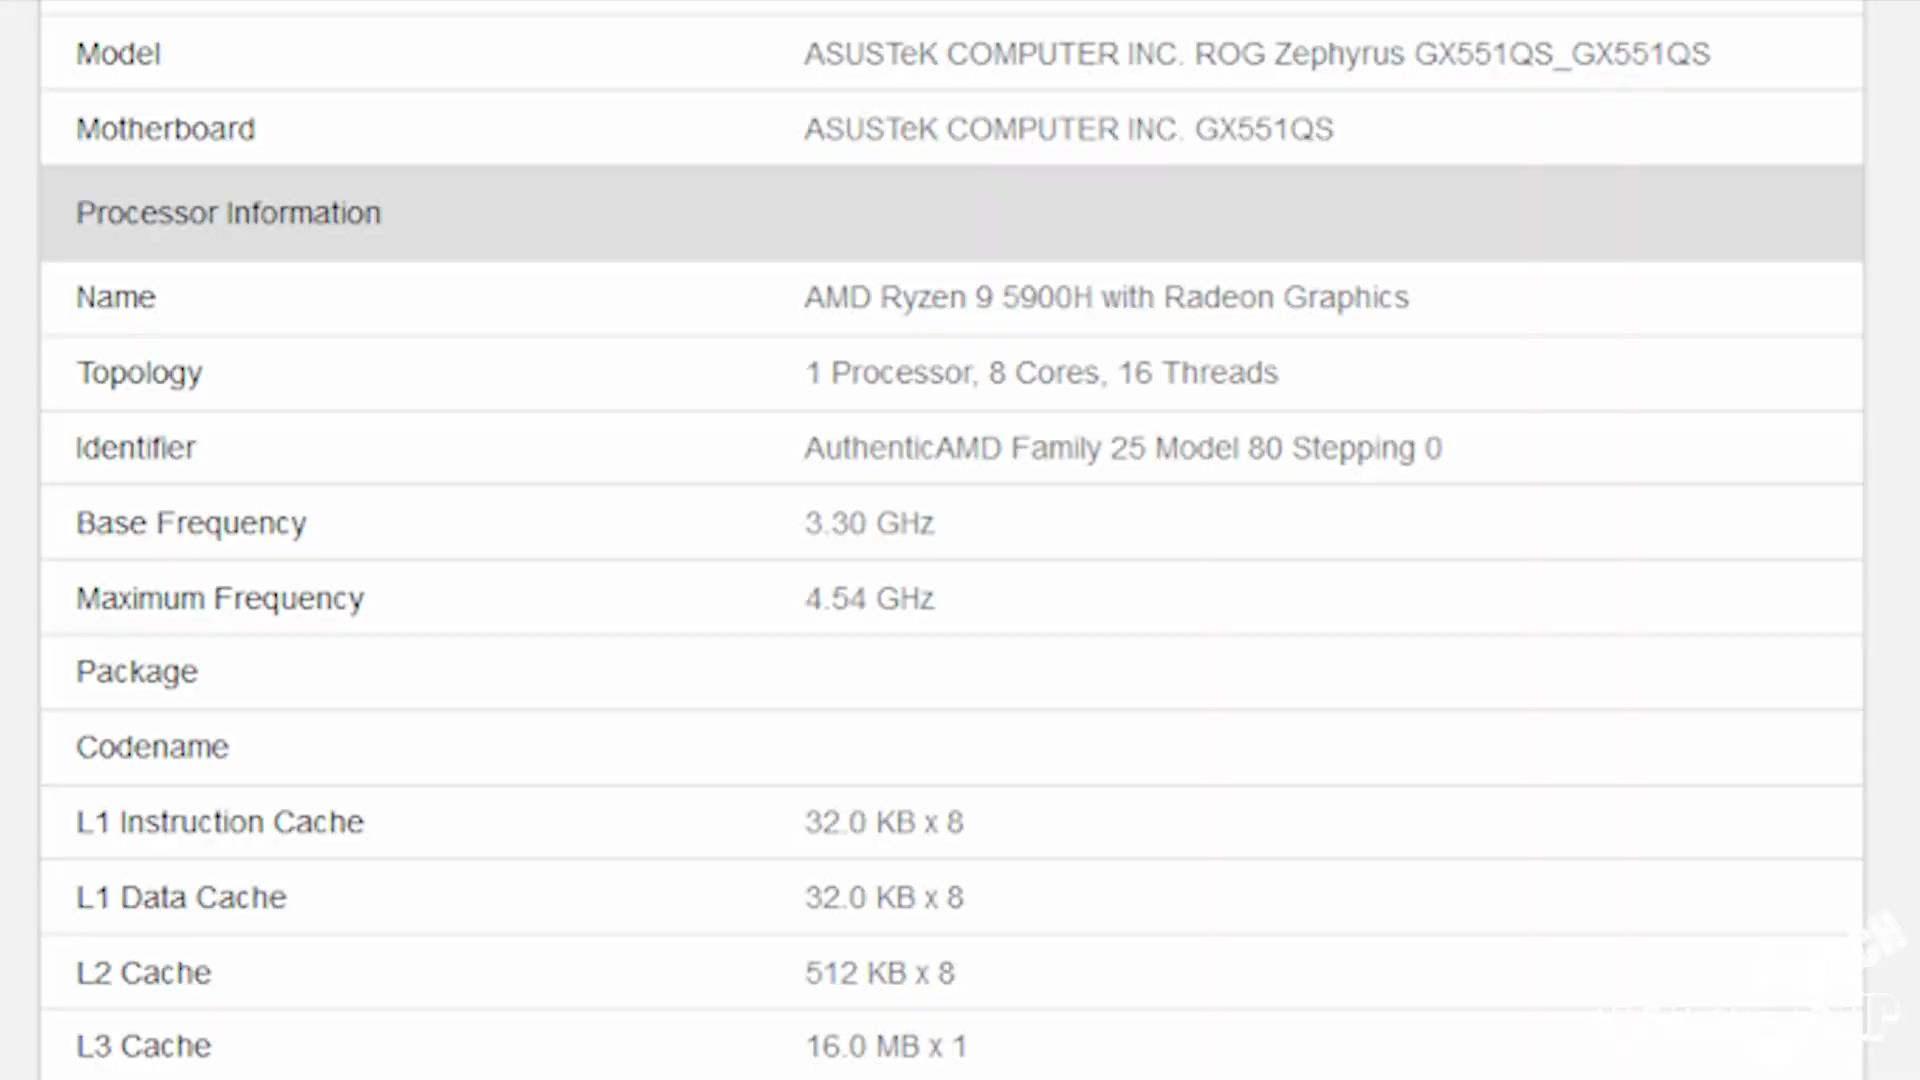 Model ASUSTeK COMPUTER INC. ROG Zephyrus GX551QS_GX551QS
Motherboard ASUSTeK COMPUTER INC. GX551QS
Processor Information
Name AMD Ryzen 9 5900H with Radeon Graphics
Topology 1 Processor, 8 Cores, 16 Threads
Identifier AuthenticAMD Family 25 Model 80 Stepping 0
Base Frequency 3.30 GHz
Maximum Frequency 4.54 GHz
Package
Codename
L1 Instruction Cache 32.0 KB x 8
L1 Data Cache 32.0 KB x 8
L2 Cache 512 KB x 8
L3 Cache 16.0 MB x 1